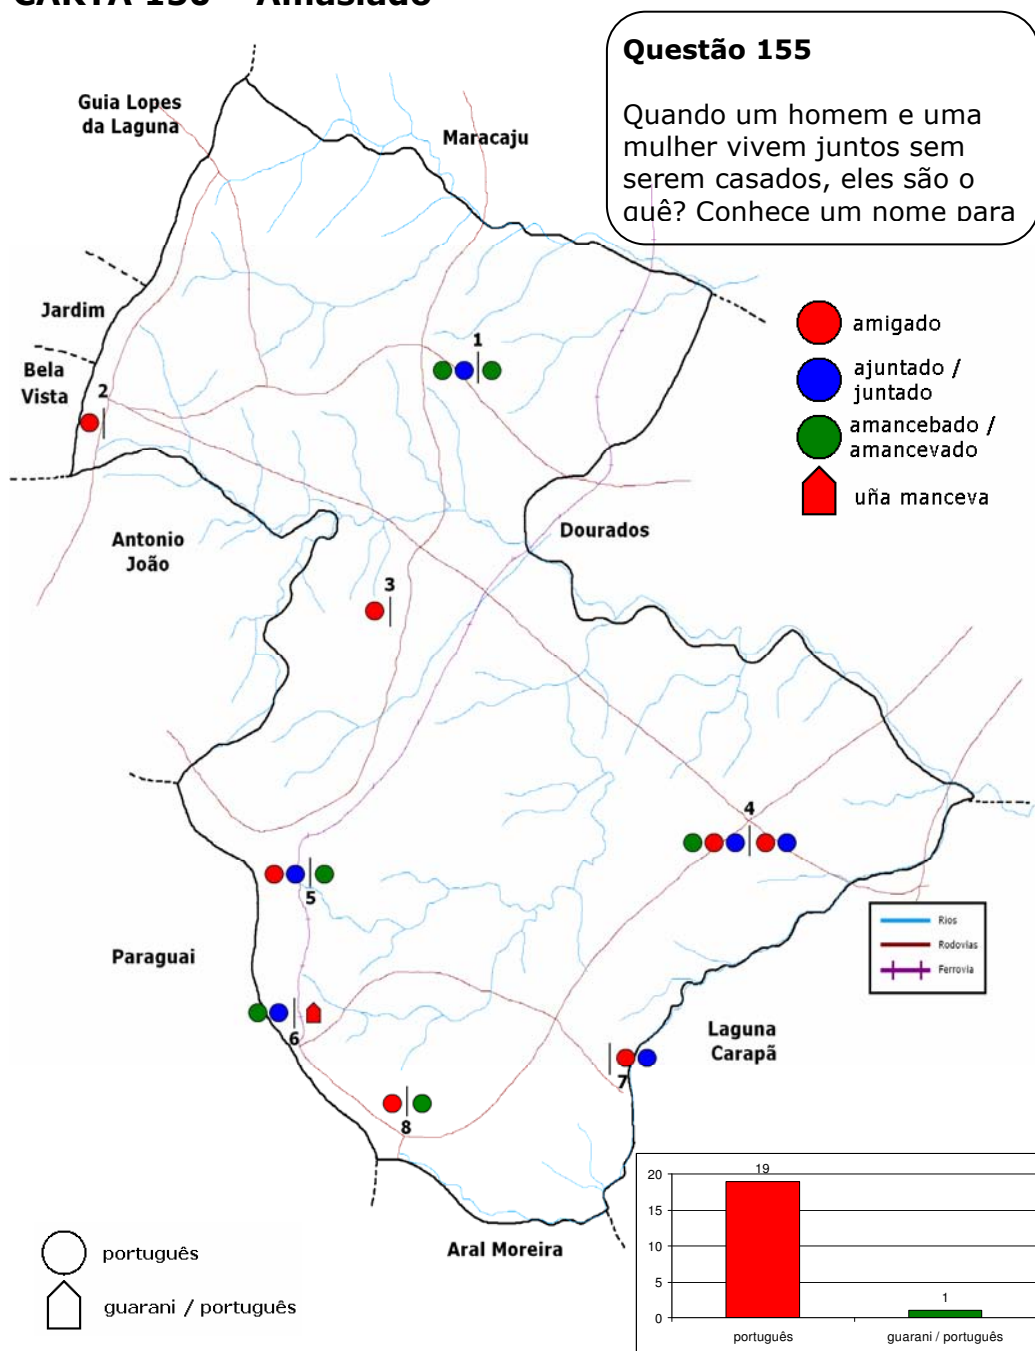 CARTA 156 – Amasiado
Questão 155
Quando um homem e uma
mulher vivem juntos sem
serem casados, eles são o
quê? Conhece um nome para
Guia Lopes
da Laguna
Maracaju
Jardim
Bela
Vista
Antonio
João
Dourados
Paraguai
Laguna
Carapã
Aral Moreira
1
2
3
4
5
6
7
8
amigado
ajuntado /
juntado
amancebado /
amancevado
uña manceva
Rios
Rodovias
Ferrovia
português
guarani / português
20
15
10
5
0
19
1
português
guarani / português